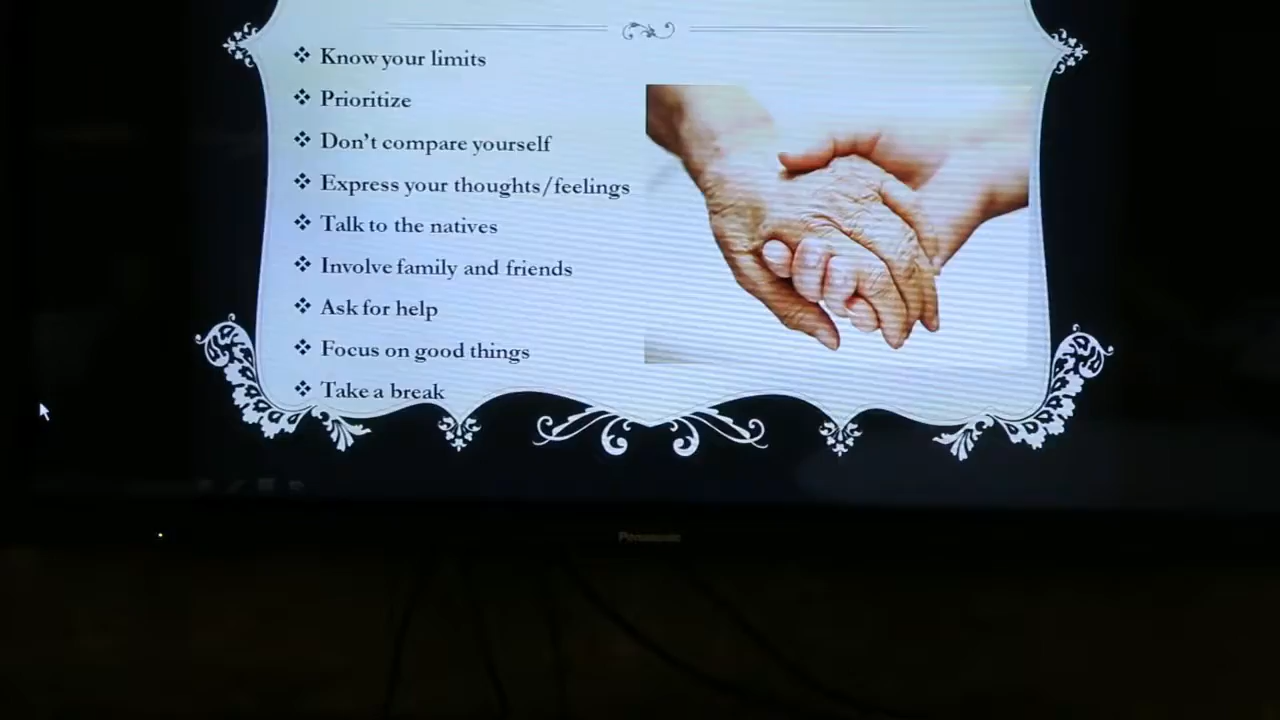 Know your limits
Prioritize
Don't compare yourself
Express your thoughts/feelings
Talk to the natives
Involve family and friends
Ask for help
Focus on good things
Take a break
Panasonic